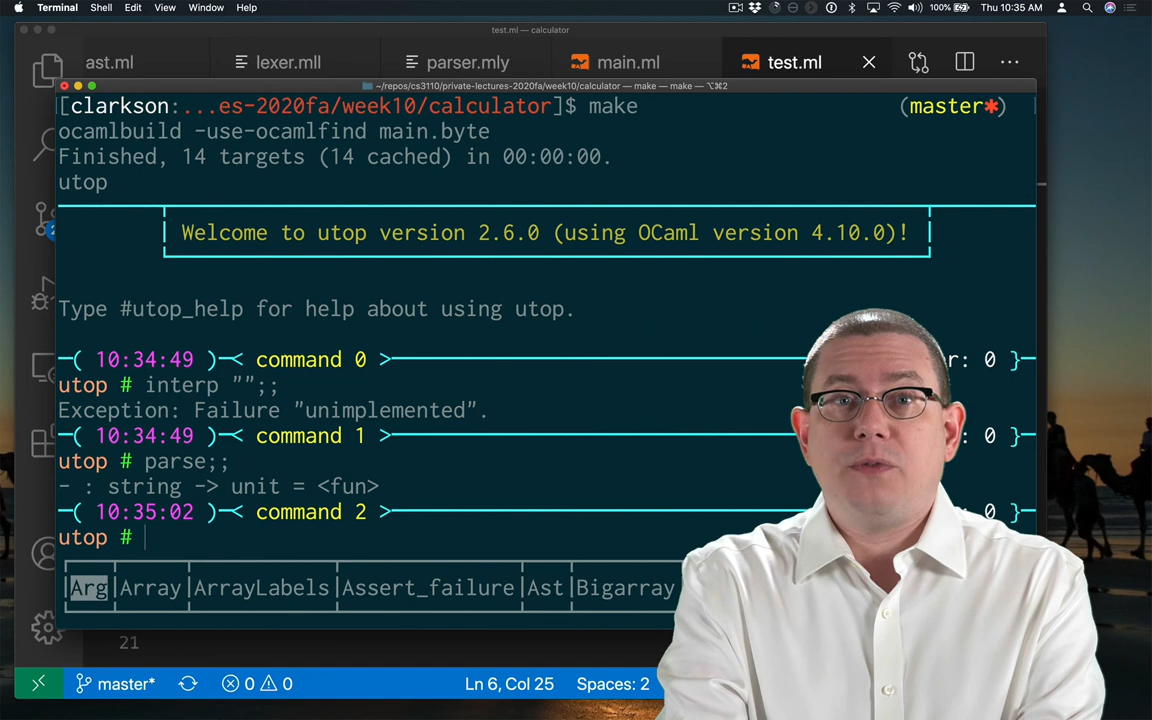 Terminal Shell Edit View Window Help 100% Thu 10:35 AM
test.ml — calculator
ast.ml lexer.mll parser.mly main.ml test.ml
~/repos/cs3110/private-lectures-2020fa/week10/calculator — make — make — ⌥⌘2
[clarkson:...es-2020fa/week10/calculator]$ make (master*)
ocamlbuild -use-ocamlfind main.byte
Finished, 14 targets (14 cached) in 00:00:00.
utop
Welcome to utop version 2.6.0 (using OCaml version 4.10.0)!
Type #utop_help for help about using utop.
─( 10:34:49 )─< command 0 >─ r: 0 }─
utop # interp "";;
Exception: Failure "unimplemented".
─( 10:34:49 )─< command 1 >─ : 0 }─
utop # parse;;
- : string -> unit = <fun>
─( 10:35:02 )─< command 2 >─ 0 }─
utop #
Arg|Array|ArrayLabels|Assert_failure|Ast|Bigarray
21
master* 0 0 Ln 6, Col 25 Spaces: 2